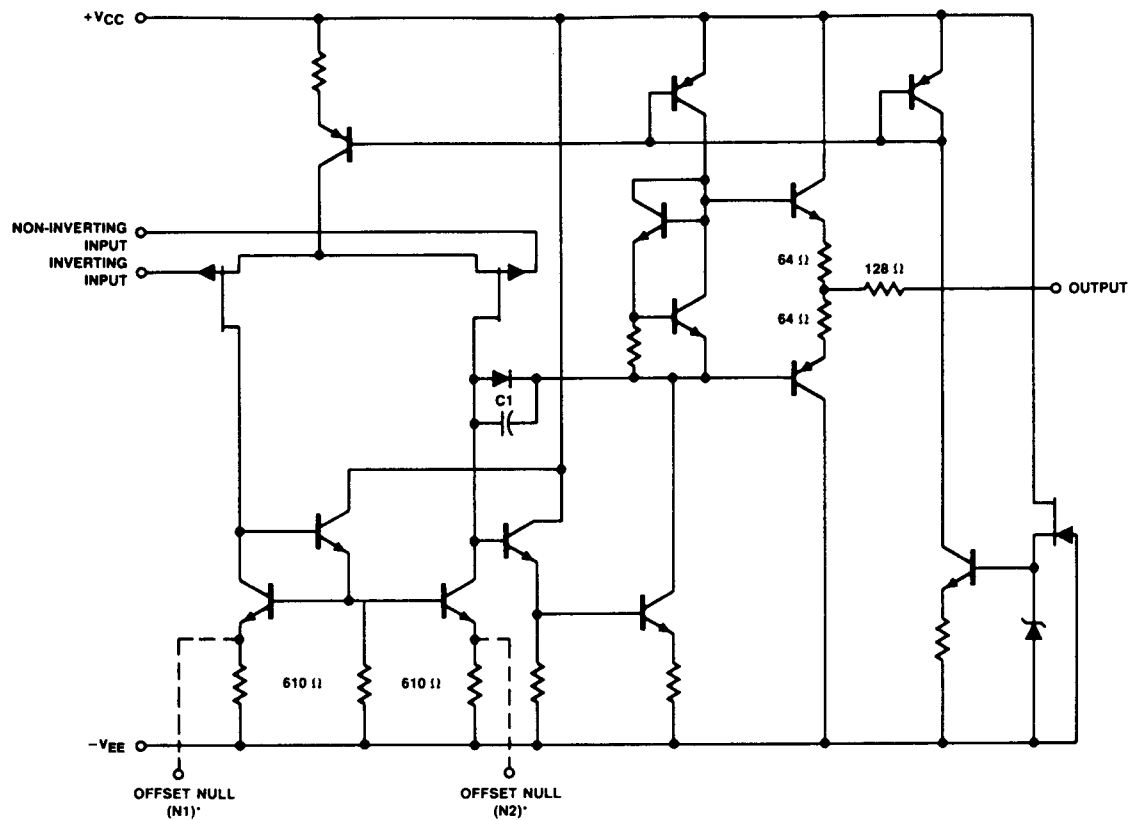 +VCC
NON-INVERTING
INPUT
INVERTING
INPUT
64 Ω
128 Ω
OUTPUT
64 Ω
C1
610 Ω
610 Ω
−VEE
OFFSET NULL
(N1)*
OFFSET NULL
(N2)*